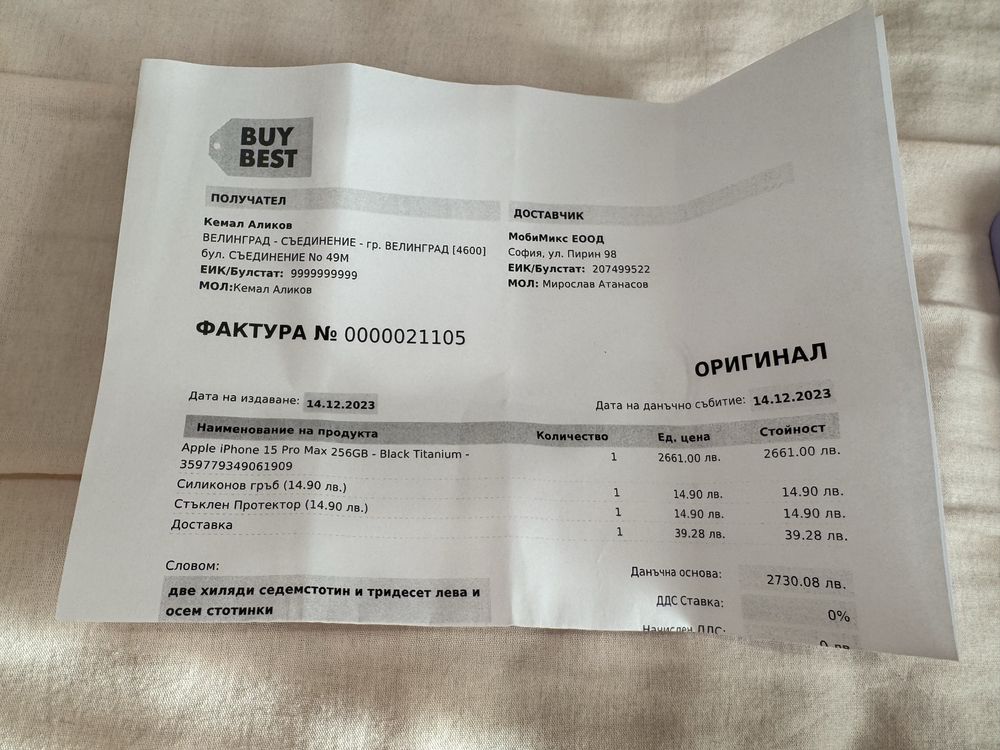 BUY
BEST
ПОЛУЧАТЕЛ
Кемал Аликов
ВЕЛИНГРАД - СЪЕДИНЕНИЕ - гр. ВЕЛИНГРАД [4600]
бул. СЪЕДИНЕНИЕ No 49М
ЕИК/Булстат: 9999999999
МОЛ:Кемал Аликов
ДОСТАВЧИК
МобиМикс ЕООД
София, ул. Пирин 98
ЕИК/Булстат: 207499522
МОЛ: Мирослав Атанасов
ФАКТУРА № 0000021105
ОРИГИНАЛ
Дата на издаване: 14.12.2023
Дата на данъчно събитие: 14.12.2023
Наименование на продукта Количество Ед. цена Стойност
Apple iPhone 15 Pro Max 256GB - Black Titanium - 1 2661.00 лв. 2661.00 лв.
359779349061909
Силиконов гръб (14.90 лв.) 1 14.90 лв. 14.90 лв.
Стъклен Протектор (14.90 лв.) 1 14.90 лв. 14.90 лв.
Доставка 1 39.28 лв. 39.28 лв.
Словом:
две хиляди седемстотин и тридесет лева и
осем стотинки
Данъчна основа: 2730.08 лв.
ДДС Ставка: 0%
Начислен ДДС: 0 лв